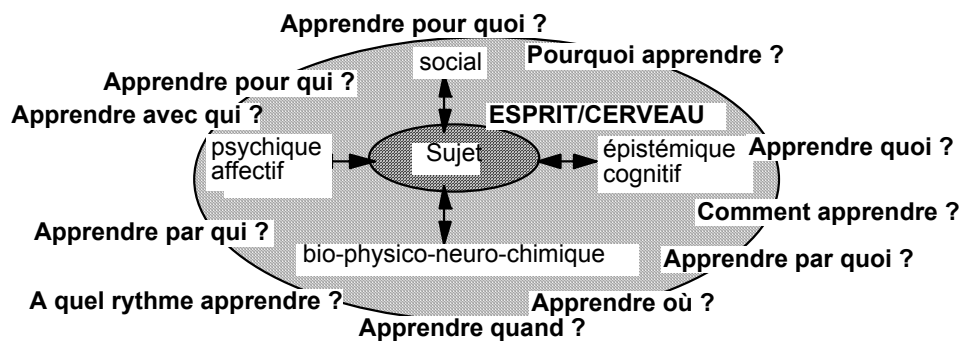 Apprendre pour quoi ?
Pourquoi apprendre ?
social
Apprendre pour qui ?
Apprendre avec qui ?
ESPRIT/CERVEAU
psychique
affectif
Sujet
épistémique
cognitif
Apprendre quoi ?
Comment apprendre ?
Apprendre par qui ?
bio-physico-neuro-chimique
Apprendre par quoi ?
A quel rythme apprendre ?
Apprendre où ?
Apprendre quand ?